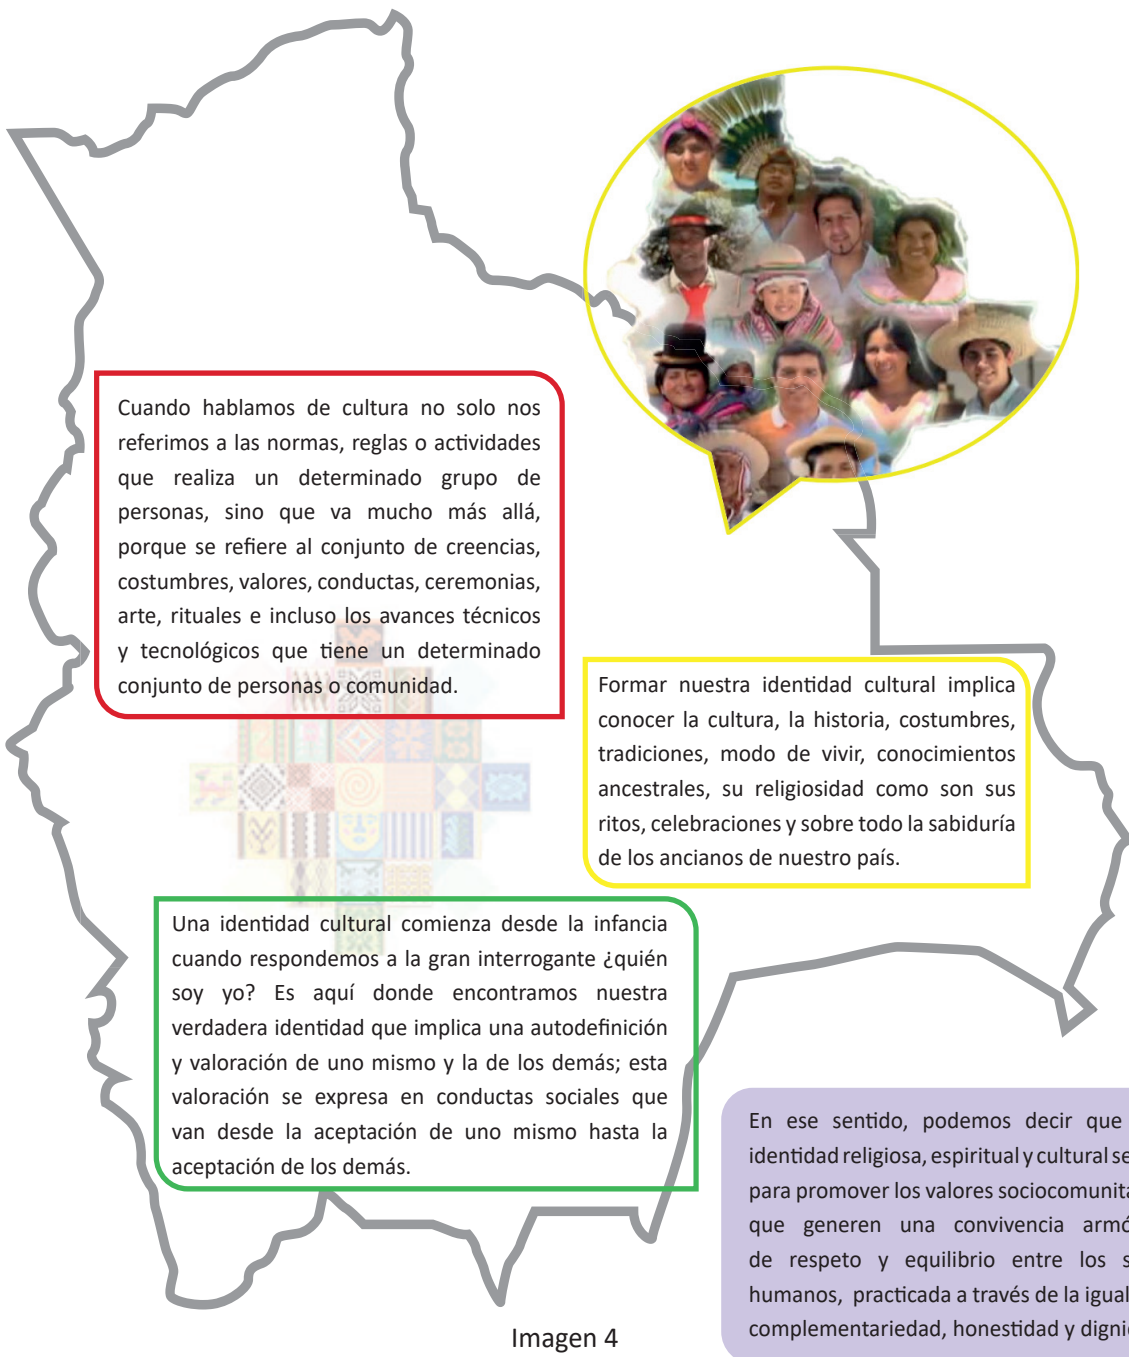 Cuando hablamos de cultura no solo nos
referimos a las normas, reglas o actividades
que realiza un determinado grupo de
personas, sino que va mucho más allá,
porque se refiere al conjunto de creencias,
costumbres, valores, conductas, ceremonias,
arte, rituales e incluso los avances técnicos
y tecnológicos que tiene un determinado
conjunto de personas o comunidad.
Formar nuestra identidad cultural implica
conocer la cultura, la historia, costumbres,
tradiciones, modo de vivir, conocimientos
ancestrales, su religiosidad como son sus
ritos, celebraciones y sobre todo la sabiduría
de los ancianos de nuestro país.
Una identidad cultural comienza desde la infancia
cuando respondemos a la gran interrogante ¿quién
soy yo? Es aquí donde encontramos nuestra
verdadera identidad que implica una autodefinición
y valoración de uno mismo y la de los demás; esta
valoración se expresa en conductas sociales que
van desde la aceptación de uno mismo hasta la
aceptación de los demás.
En ese sentido, podemos decir que
identidad religiosa, espiritual y cultural se
para promover los valores
que generen una convivencia
de respeto y equilibrio entre los
humanos, practicada a través de la
complementariedad, honestidad y
Imagen 4